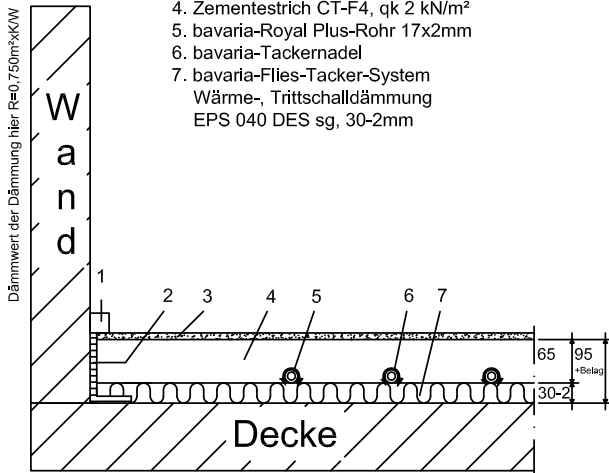 4. Zementestrich CT-F4, qk 2 kN/m²
5. bavaria-Royal Plus-Rohr 17x2mm
6. bavaria-Tackernadel
7. bavaria-Flies-Tacker-System
Wärme-, Trittschalldämmung
EPS 040 DES sg, 30-2mm
Dämmwert der Dämmung hier R=0,750m²xK/W
Wand
1
2
3
4
5
6
7
65
95
+Belag
30-2
Decke